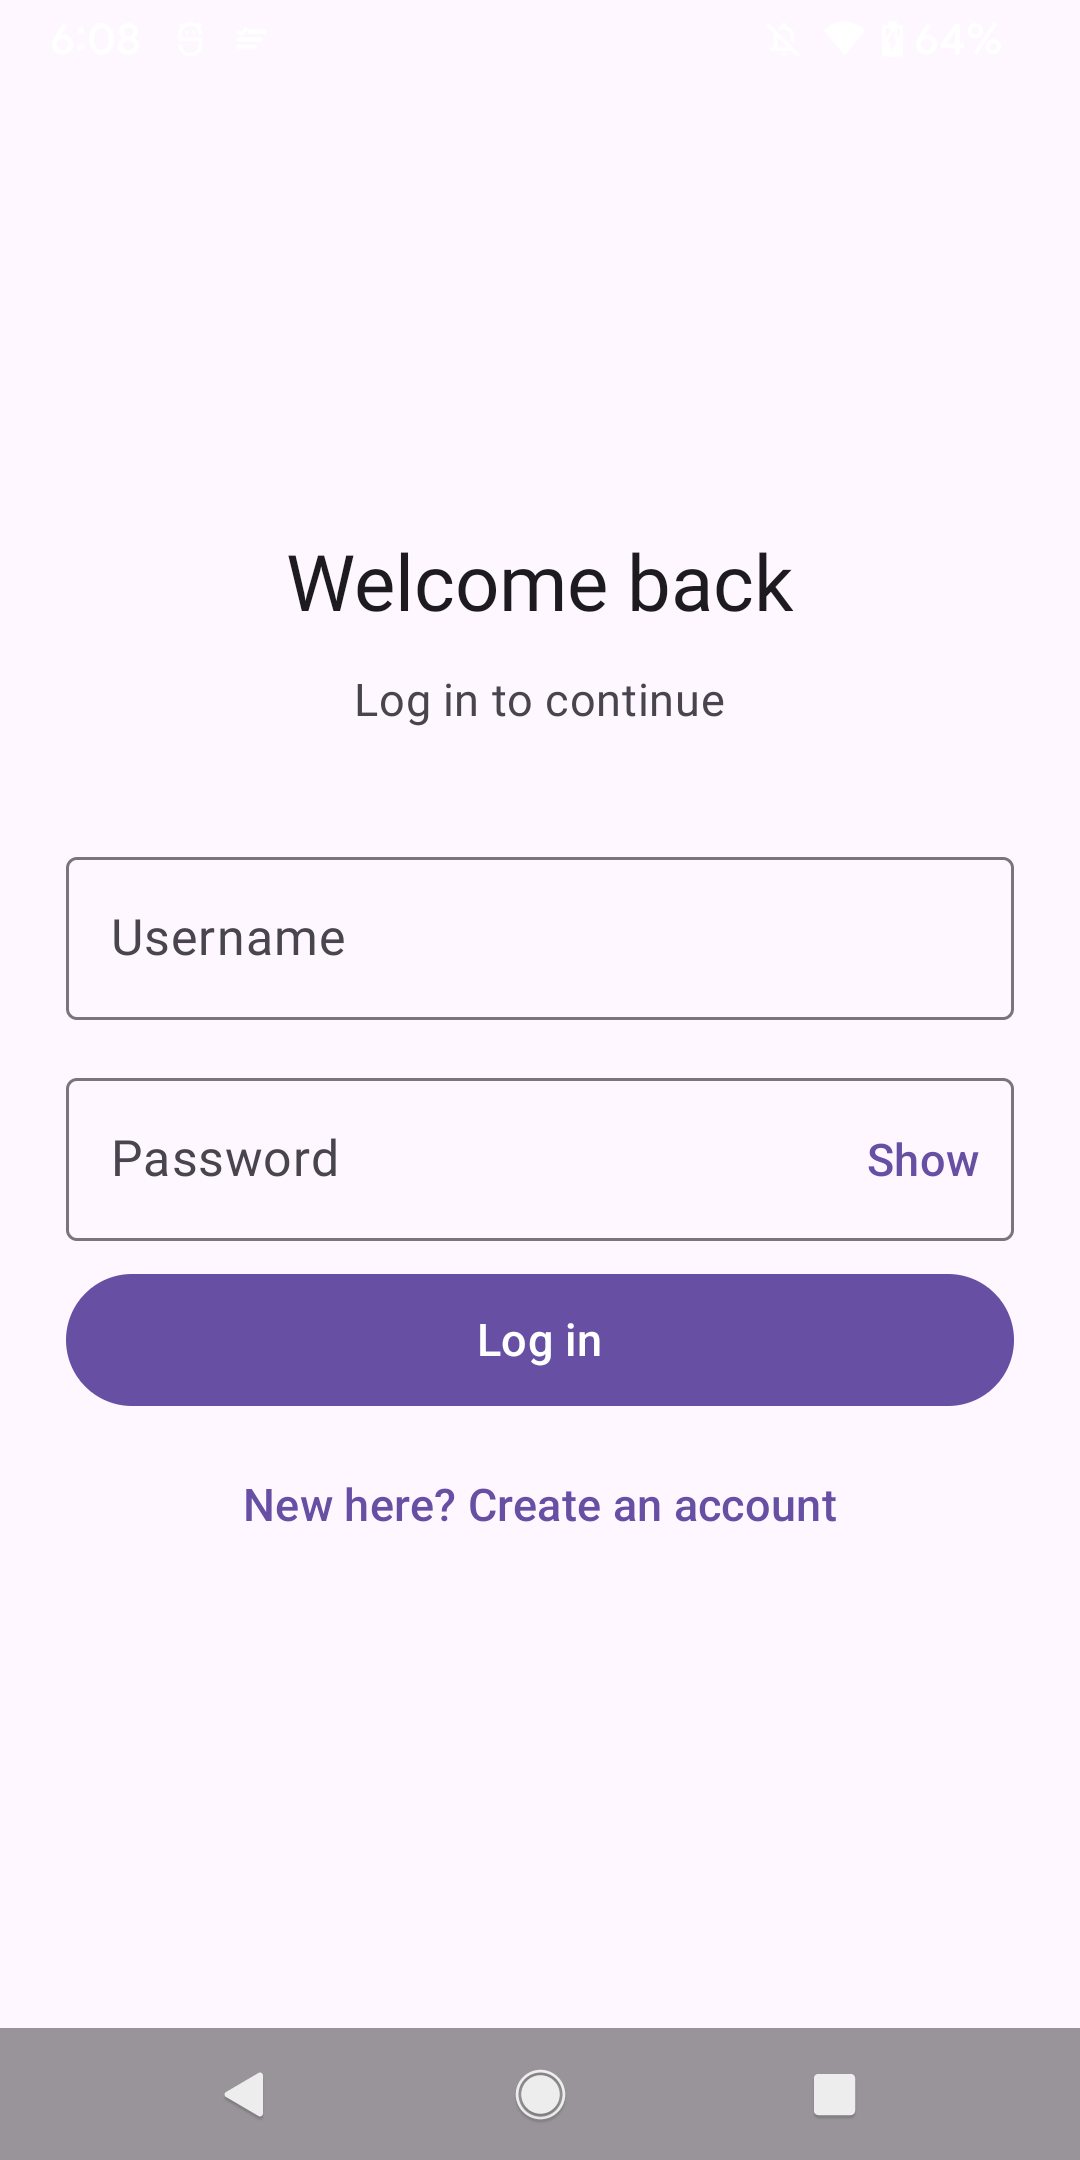 6:08 64%
Welcome back
Log in to continue
Username
Password Show
Log in
New here? Create an account